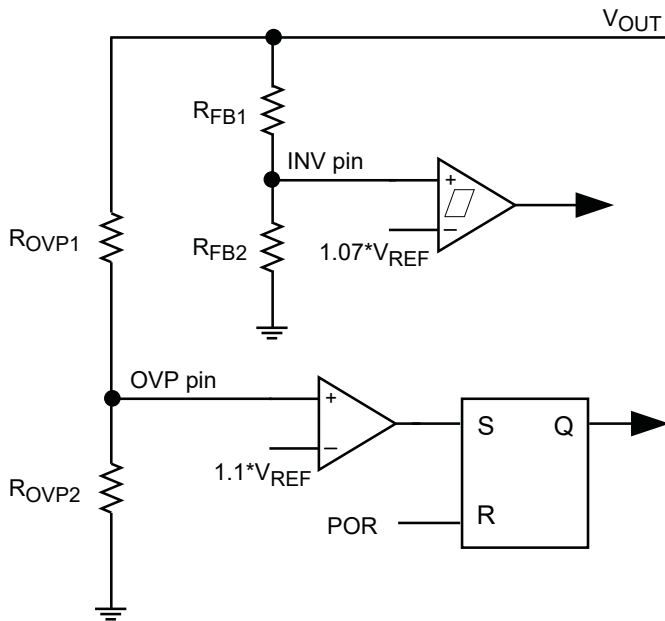 VOUT
RFB1
INV pin
+
−
1.07*VREF
ROVP1
RFB2
OVP pin
+
−
1.1*VREF
S Q
ROVP2
POR R